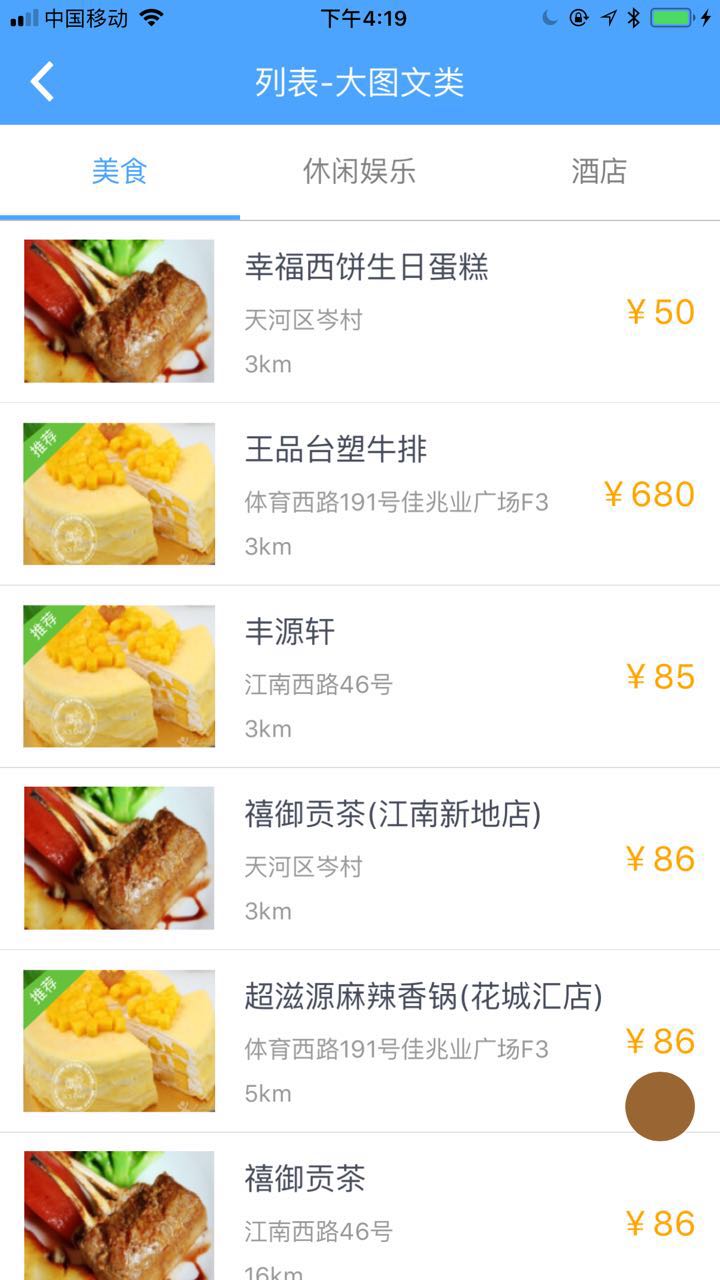 中国移动
下午4:19
列表-大图文类
美食
休闲娱乐
酒店
幸福西饼生日蛋糕
天河区岑村
¥50
3km
推荐
王品台塑牛排
体育西路191号佳兆业广场F3
¥680
3km
推荐
丰源轩
江南西路46号
¥85
3km
禧御贡茶(江南新地店)
天河区岑村
¥86
3km
推荐
超滋源麻辣香锅(花城汇店)
体育西路191号佳兆业广场F3
¥86
5km
禧御贡茶
江南西路46号
¥86
16km